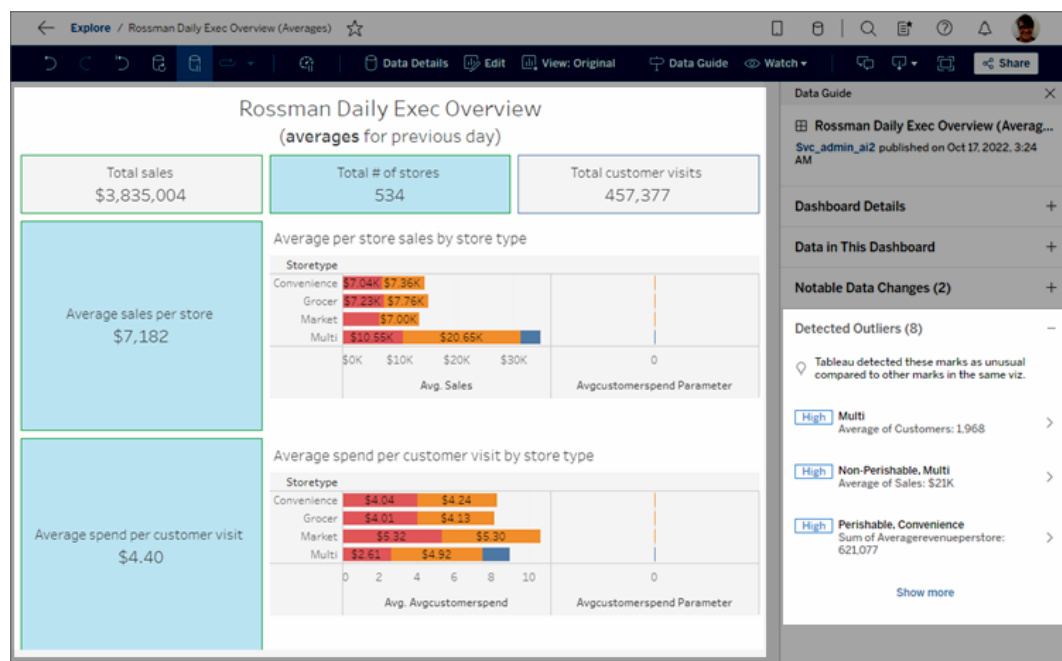 Explore / Rossman Daily Exec Overview (Averages)
Data Details Edit View: Original Data Guide Watch Share
Rossman Daily Exec Overview
(averages for previous day)
Total sales
$3,835,004
Total # of stores
534
Total customer visits
457,377
Average sales per store
$7,182
Average per store sales by store type
Storetype
Convenience $7.04K $7.36K
Grocer $7.23K $7.76K
Market $7.00K
Multi $10.55K $20.65K
$0K $10K $20K $30K 0
Avg. Sales Avgcustomerspend Parameter
Average spend per customer visit
$4.40
Average spend per customer visit by store type
Storetype
Convenience $4.04 $4.24
Grocer $4.01 $4.13
Market $5.32 $5.30
Multi $2.61 $4.92
0 2 4 6 8 10 0
Avg. Avgcustomerspend Avgcustomerspend Parameter
Data Guide
Rossman Daily Exec Overview (Averag...
Svc_admin_ai2 published on Oct 17, 2022, 3:24
AM
Dashboard Details
Data in This Dashboard
Notable Data Changes (2)
Detected Outliers (8)
Tableau detected these marks as unusual
compared to other marks in the same viz.
High Multi
Average of Customers: 1,968
High Non-Perishable, Multi
Average of Sales: $21K
High Perishable, Convenience
Sum of Averagerevenueperstore:
621,077
Show more